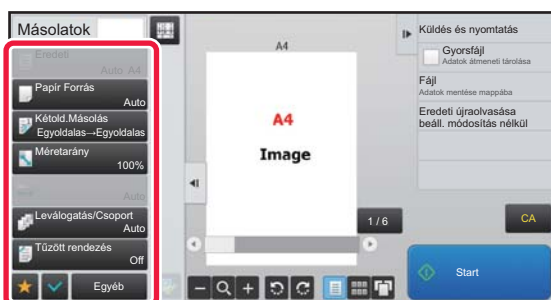 Másolatok
Eredeti
Auto A4
Papír Forrás
Auto
Kétold.Másolás
Egyoldalas→Egyoldalas
Méretarány
100%
Auto
Leválogatás/Csoport
Auto
Tűzött rendezés
Off
Egyéb
A4
A4
Image
1 / 6
Küldés és nyomtatás
Gyorsfájl
Adatok átmeneti tárolása
Fájl
Adatok mentése mappába
Eredeti újraolvasása
beáll. módosítás nélkül
CA
Start